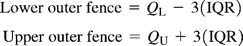 Lower outer fence = Q_L − 3(IQR)
Upper outer fence = Q_U + 3(IQR)